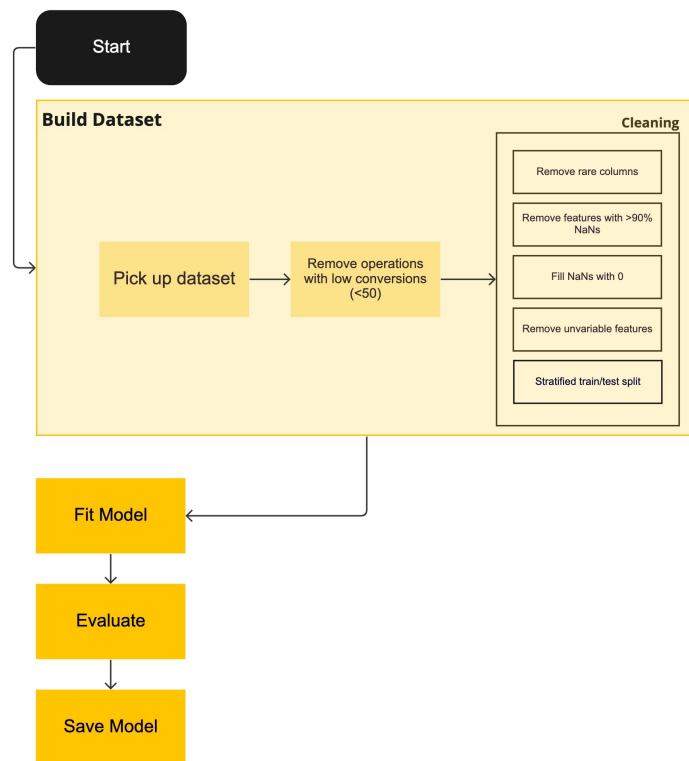 Start
Build Dataset
Cleaning
Remove rare columns
Remove features with >90%
NaNs
Pick up dataset
Remove operations
with low conversions
(<50)
Fill NaNs with 0
Remove unvariable features
Stratified train/test split
Fit Model
Evaluate
Save Model